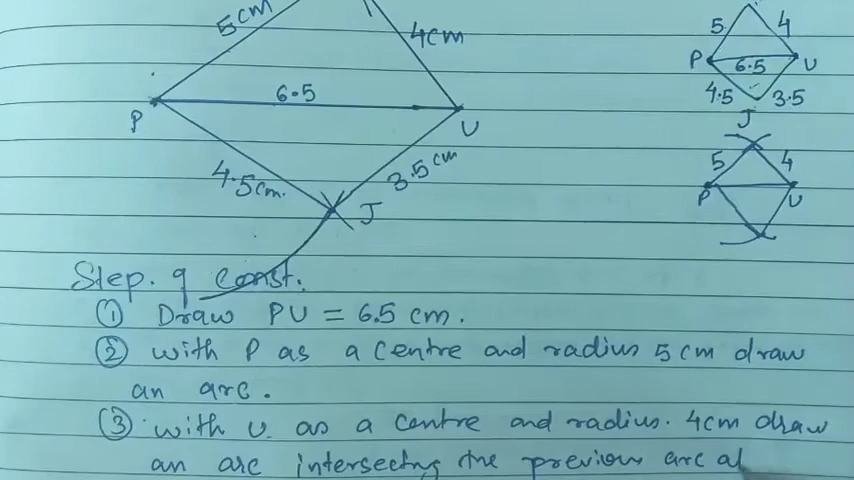 5cm
4cm
6.5
P
U
4.5cm.
3.5cm
J
5
4
P
6.5
U
4.5
3.5
J
5
4
P
U
Step. of const.
① Draw PU = 6.5 cm.
② with P as a centre and radius 5cm draw
an arc.
③ with U as a centre and radius. 4cm draw
an arc intersecting the previous arc at